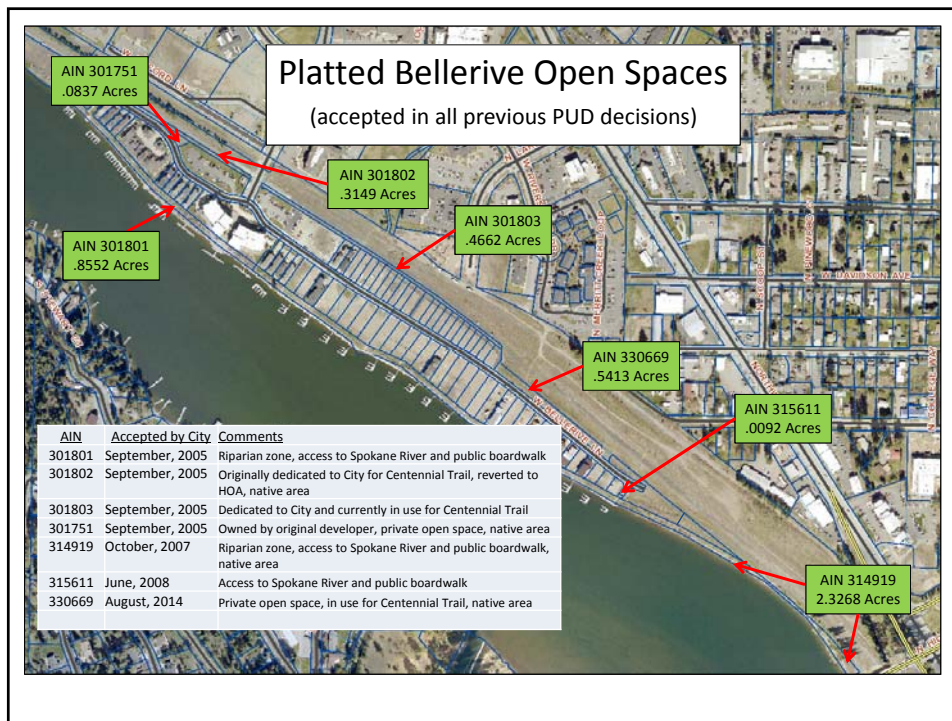 Platted Bellerive Open Spaces
(accepted in all previous PUD decisions)
AIN 301751
.0837 Acres
AIN 301802
.3149 Acres
AIN 301803
.4662 Acres
AIN 301801
.8552 Acres
AIN 330669
.5413 Acres
AIN 315611
.0092 Acres
AIN 314919
2.3268 Acres
W BELLERIVE LN
N MERRITT CREEK LOOP
W DAVIDSON AVE
AIN Accepted by City Comments
301801 September, 2005 Riparian zone, access to Spokane River and public boardwalk
301802 September, 2005 Originally dedicated to City for Centennial Trail, reverted to
HOA, native area
301803 September, 2005 Dedicated to City and currently in use for Centennial Trail
301751 September, 2005 Owned by original developer, private open space, native area
314919 October, 2007 Riparian zone, access to Spokane River and public boardwalk,
native area
315611 June, 2008 Access to Spokane River and public boardwalk
330669 August, 2014 Private open space, in use for Centennial Trail, native area